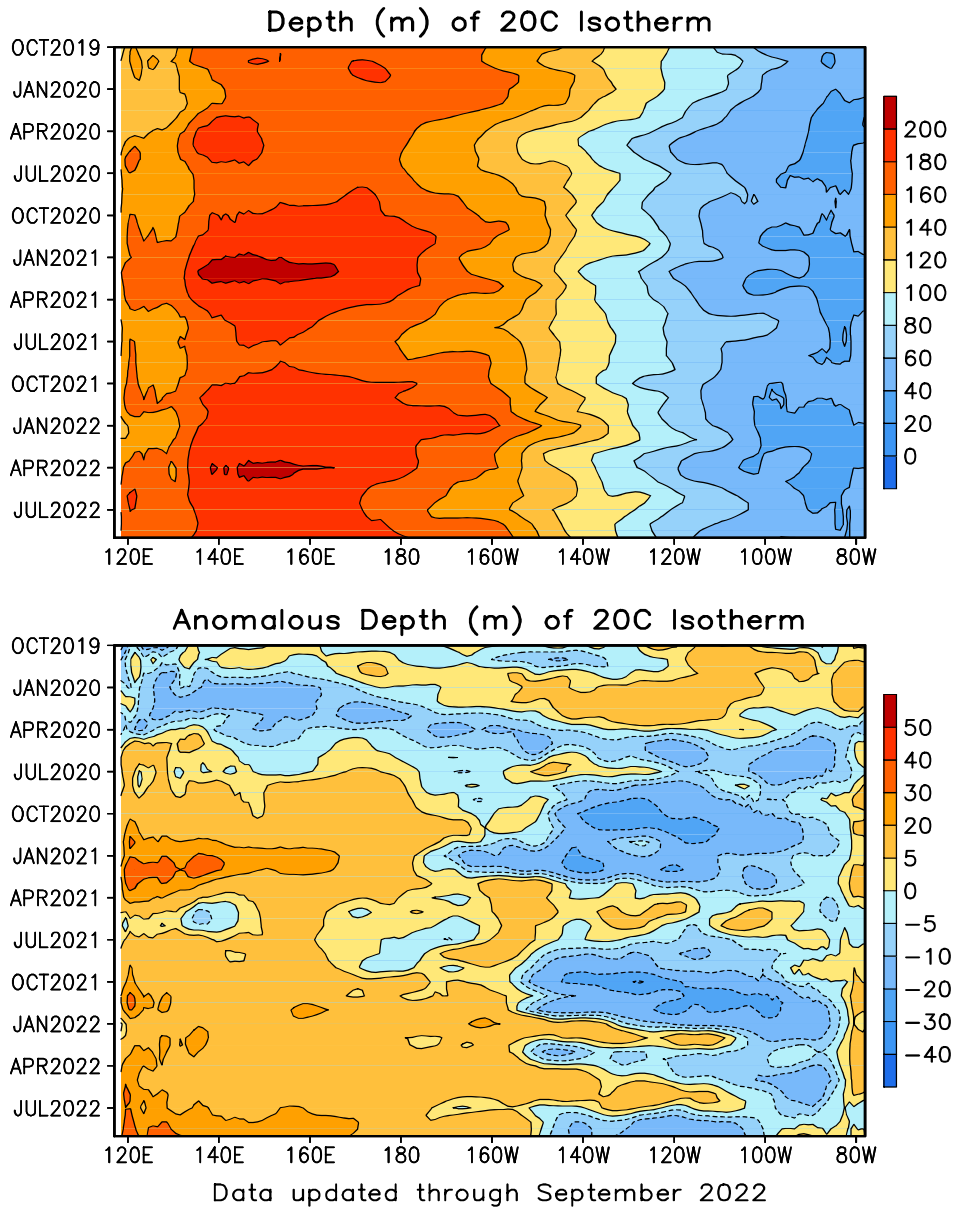 Depth (m) of 20C Isotherm
OCT2019
JAN2020
APR2020
JUL2020
OCT2020
JAN2021
APR2021
JUL2021
OCT2021
JAN2022
APR2022
JUL2022
120E 140E 160E 180 160W 140W 120W 100W 80W
200
180
160
140
120
100
80
60
40
20
0
Anomalous Depth (m) of 20C Isotherm
OCT2019
JAN2020
APR2020
JUL2020
OCT2020
JAN2021
APR2021
JUL2021
OCT2021
JAN2022
APR2022
JUL2022
120E 140E 160E 180 160W 140W 120W 100W 80W
50
40
30
20
5
0
−5
−10
−20
−30
−40
Data updated through September 2022